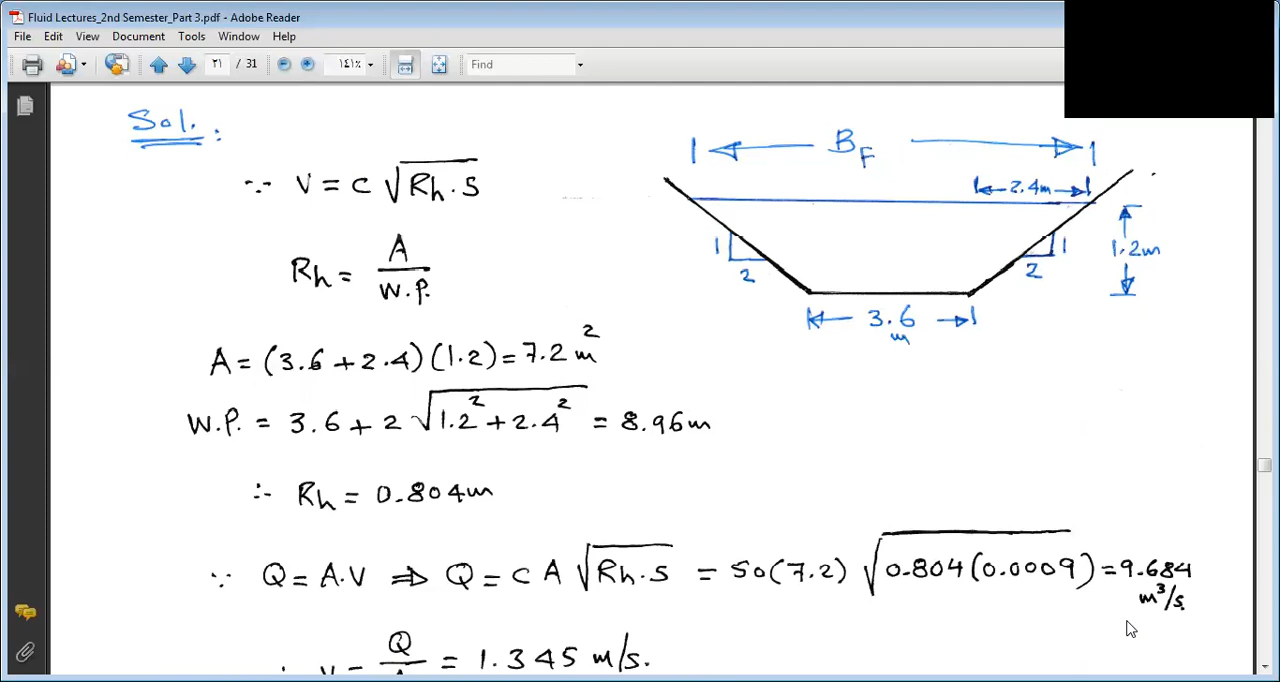 Fluid Lectures_2nd Semester_Part 3.pdf - Adobe Reader
File Edit View Document Tools Window Help
٢١ / 31 ١٤١% Find
Sol. :
∵ V = C √Rh.S
Rh = A / W.P.
A = (3.6 + 2.4)(1.2) = 7.2 m²
W.P. = 3.6 + 2 √1.2² + 2.4² = 8.96m
∴ Rh = 0.804m
∵ Q = A.V ⇒ Q = C A √Rh.S = 50(7.2) √0.804(0.0009) = 9.684 m³/s.
∴ V = Q / A = 1.345 m/s.
B_F
2.4m
1
2
1
2
1.2m
3.6 m